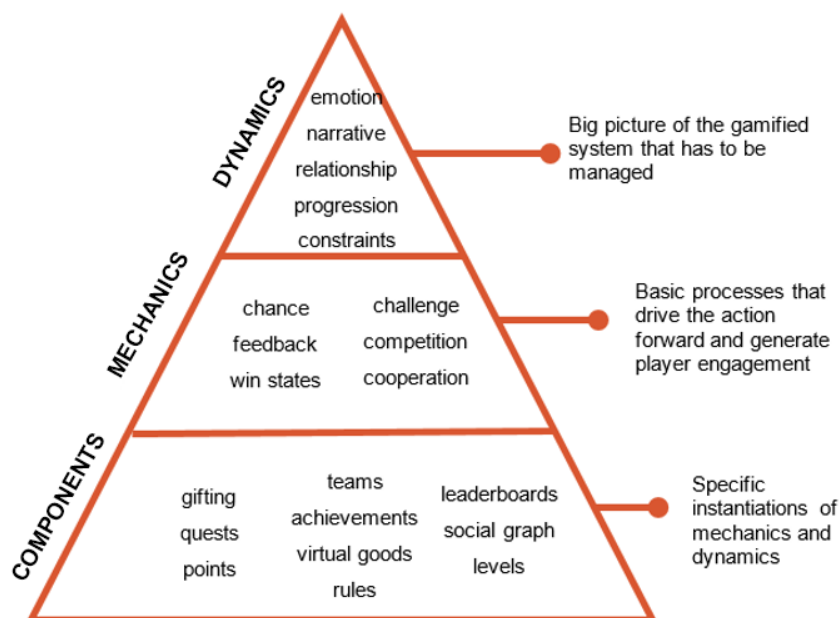 DYNAMICS
emotion
narrative
relationship
progression
constraints
Big picture of the gamified
system that has to be
managed
MECHANICS
chance
feedback
win states
challenge
competition
cooperation
Basic processes that
drive the action
forward and generate
player engagement
COMPONENTS
gifting
quests
points
teams
achievements
virtual goods
rules
leaderboards
social graph
levels
Specific
instantiations of
mechanics and
dynamics